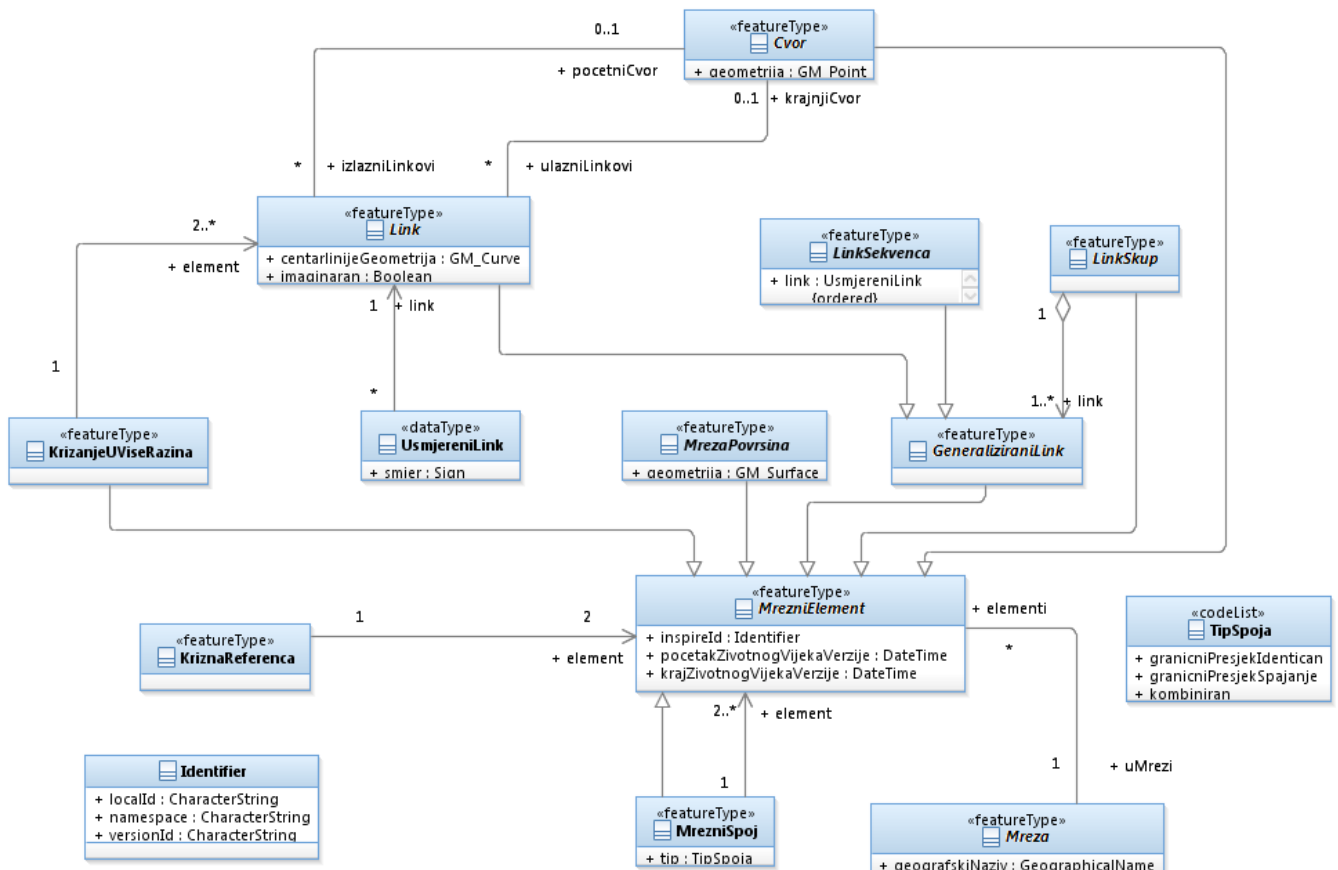 «featureType»
Cvor
+ geometrija : GM_Point
0..1
+ pocetniCvor
0..1 + krajnjiCvor
* + izlazniLinkovi
* + ulazniLinkovi
«featureType»
Link
+ centarlinijeGeometrija : GM_Curve
+ imaginaran : Boolean
2..*
+ element
1 + link
1
*
«featureType»
LinkSekvenca
+ link : UsmjereniLink
{ordered}
«featureType»
LinkSkup
1
1..* + link
«featureType»
KrizanjeUViseRazina
«dataType»
UsmjereniLink
+ smjer : Sign
«featureType»
MrezaPovrsina
+ geometrija : GM_Surface
«featureType»
GeneraliziraniLink
«featureType»
MrezniElement
+ inspireId : Identifier
+ pocetakZivotnogVijekaVerzije : DateTime
+ krajZivotnogVijekaVerzije : DateTime
+ elementi
*
1
2
+ element
«featureType»
KriznaReferenca
«codeList»
TipSpoja
+ granicniPresjekIdentican
+ granicniPresjekSpajanje
+ kombiniran
2..* + element
1
1
+ uMrezi
Identifier
+ localId : CharacterString
+ namespace : CharacterString
+ versionId : CharacterString
«featureType»
MrezniSpoj
+ tip : TipSpoja
«featureType»
Mreza
+ geografskiNaziv : GeographicalName